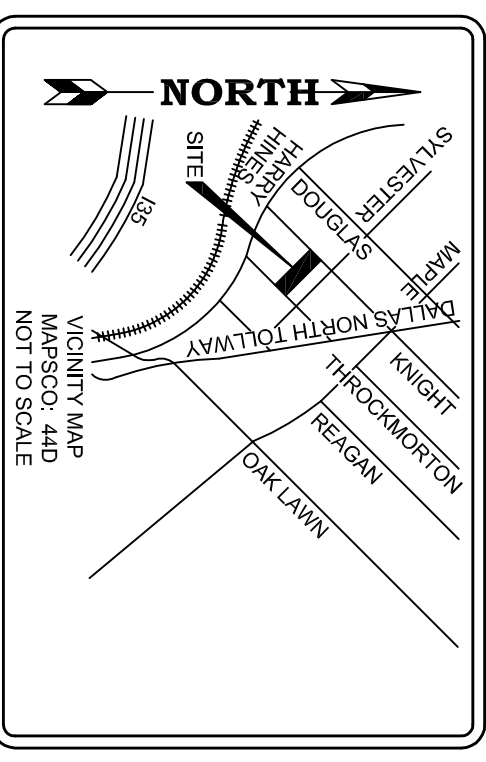 NORTH
SITE
HARRY
HINES
DOUGLAS
SYLVESTER
MAPLE
I35
DALLAS NORTH TOLLWAY
KNIGHT
THROCKMORTON
REAGAN
OAK LAWN
VICINITY MAP
MAPSCO: 44D
NOT TO SCALE